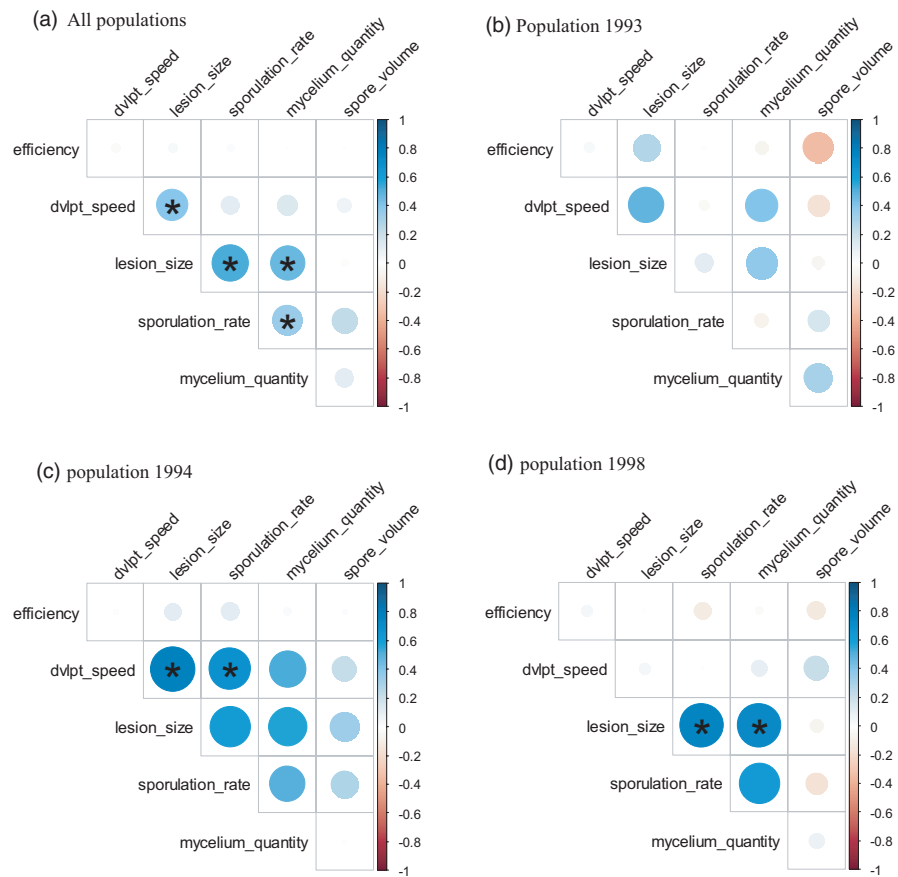 (a) All populations
dvlpt_speed
lesion_size
sporulation_rate
mycelium_quantity
spore_volume
efficiency
dvlpt_speed
lesion_size
sporulation_rate
mycelium_quantity
1
0.8
0.6
0.4
0.2
0
-0.2
-0.4
-0.6
-0.8
-1
*
*
*
*
(b) Population 1993
dvlpt_speed
lesion_size
sporulation_rate
mycelium_quantity
spore_volume
efficiency
dvlpt_speed
lesion_size
sporulation_rate
mycelium_quantity
1
0.8
0.6
0.4
0.2
0
-0.2
-0.4
-0.6
-0.8
-1
(c) population 1994
dvlpt_speed
lesion_size
sporulation_rate
mycelium_quantity
spore_volume
efficiency
dvlpt_speed
lesion_size
sporulation_rate
mycelium_quantity
1
0.8
0.6
0.4
0.2
0
-0.2
-0.4
-0.6
-0.8
-1
*
*
(d) population 1998
dvlpt_speed
lesion_size
sporulation_rate
mycelium_quantity
spore_volume
efficiency
dvlpt_speed
lesion_size
sporulation_rate
mycelium_quantity
1
0.8
0.6
0.4
0.2
0
-0.2
-0.4
-0.6
-0.8
-1
*
*